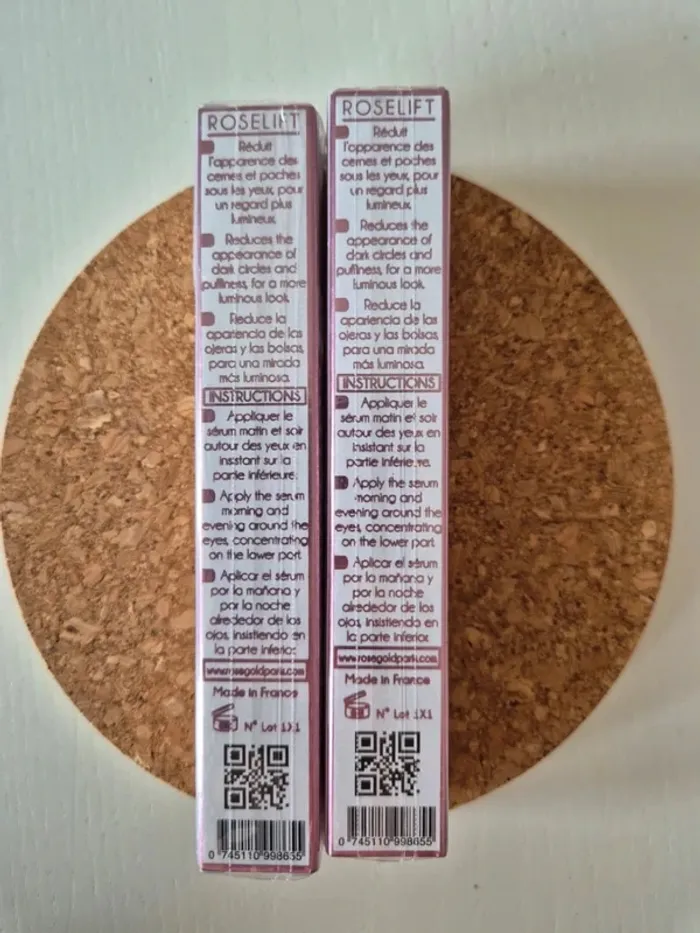 ROSELIFT
Réduit
l'apparence des
cernes et poches
sous les yeux, pour
un regard plus
lumineux.
Reduces the
appearance of
dark circles and
puffiness, for a more
luminous look.
Reduce la
apariencia de las
ojeras y las bolsas,
para una mirada
más luminosa.
INSTRUCTIONS
Appliquer le
sérum matin et soir
autour des yeux en
insistant sur la
partie inférieure.
Apply the serum
morning and
evening around the
eyes, concentrating
on the lower part.
Aplicar el sérum
por la mañana y
por la noche
alrededor de los
ojos, insistiendo en
la parte inferior.
www.rosegoldparis.com
Made in France
N° Lot 1X1
0 745110 998655
ROSELIFT
Réduit
l'apparence des
cernes et poches
sous les yeux, pour
un regard plus
lumineux.
Reduces the
appearance of
dark circles and
puffiness, for a more
luminous look.
Reduce la
apariencia de las
ojeras y las bolsas,
para una mirada
más luminosa.
INSTRUCTIONS
Appliquer le
sérum matin et soir
autour des yeux en
insistant sur la
partie inférieure.
Apply the serum
morning and
evening around the
eyes, concentrating
on the lower part.
Aplicar el sérum
por la mañana y
por la noche
alrededor de los
ojos, insistiendo en
la parte inferior.
www.rosegoldparis.com
Made in France
N° Lot 1X1
0 745110 998655